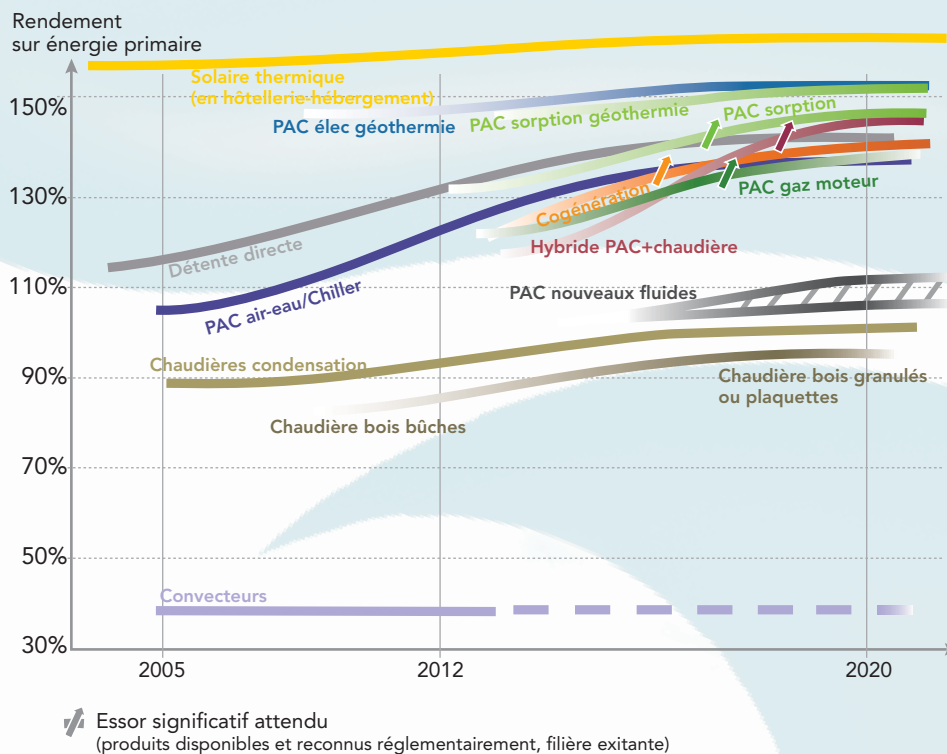 Rendement
sur énergie primaire
Solaire thermique
(en hôtellerie-hébergement)
150%
PAC élec géothermie
PAC sorption géothermie
PAC sorption
130%
PAC gaz moteur
Cogénération
Hybride PAC+chaudière
Détente directe
110%
PAC nouveaux fluides
PAC air-eau/Chiller
Chaudières condensation
90%
Chaudière bois granulés
ou plaquettes
Chaudière bois bûches
70%
50%
Convecteurs
30%
2005
2012
2020
Essor significatif attendu
(produits disponibles et reconnus réglementairement, filière exitante)